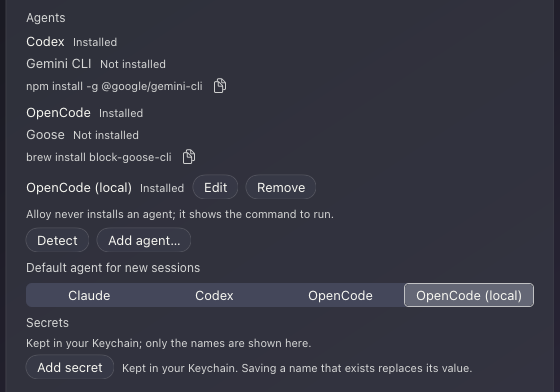 Agents
Codex Installed
Gemini CLI Not installed
npm install -g @google/gemini-cli
OpenCode Installed
Goose Not installed
brew install block-goose-cli
OpenCode (local) Installed Edit Remove
Alloy never installs an agent; it shows the command to run.
Detect Add agent...
Default agent for new sessions
Claude Codex OpenCode OpenCode (local)
Secrets
Kept in your Keychain; only the names are shown here.
Add secret Kept in your Keychain. Saving a name that exists replaces its value.